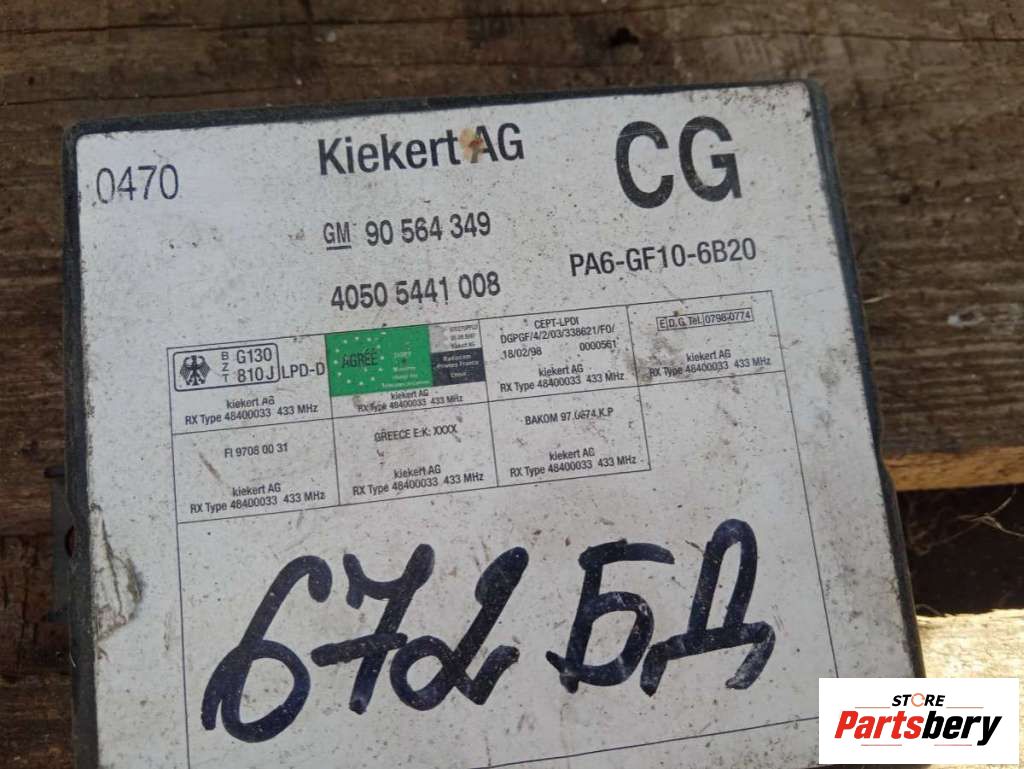 0470
Kiekert AG
CG
GM 90 564 349
4050 5441 008
PA6-GF10-6B20
BZT G130 810J LPD-D
kiekert AG
RX Type 48400033 433 MHz
AGRÉÉ
kiekert AG
RX Type 48400033 433 MHz
CEPT-LPDI
DGPGF/4/2/03/338621/F0/
18/02/98 0000561
kiekert AG
RX Type 48400033 433 MHz
E D.G. Tel. 0798-0774
kiekert AG
RX Type 48400033 433 MHz
FI 9708 00 31
kiekert AG
RX Type 48400033 433 MHz
GREECE E:K: XXXX
kiekert AG
RX Type 48400033 433 MHz
BAKOM 97.0674.K.P
kiekert AG
RX Type 48400033 433 MHz
672 БД
STORE
Partsbery